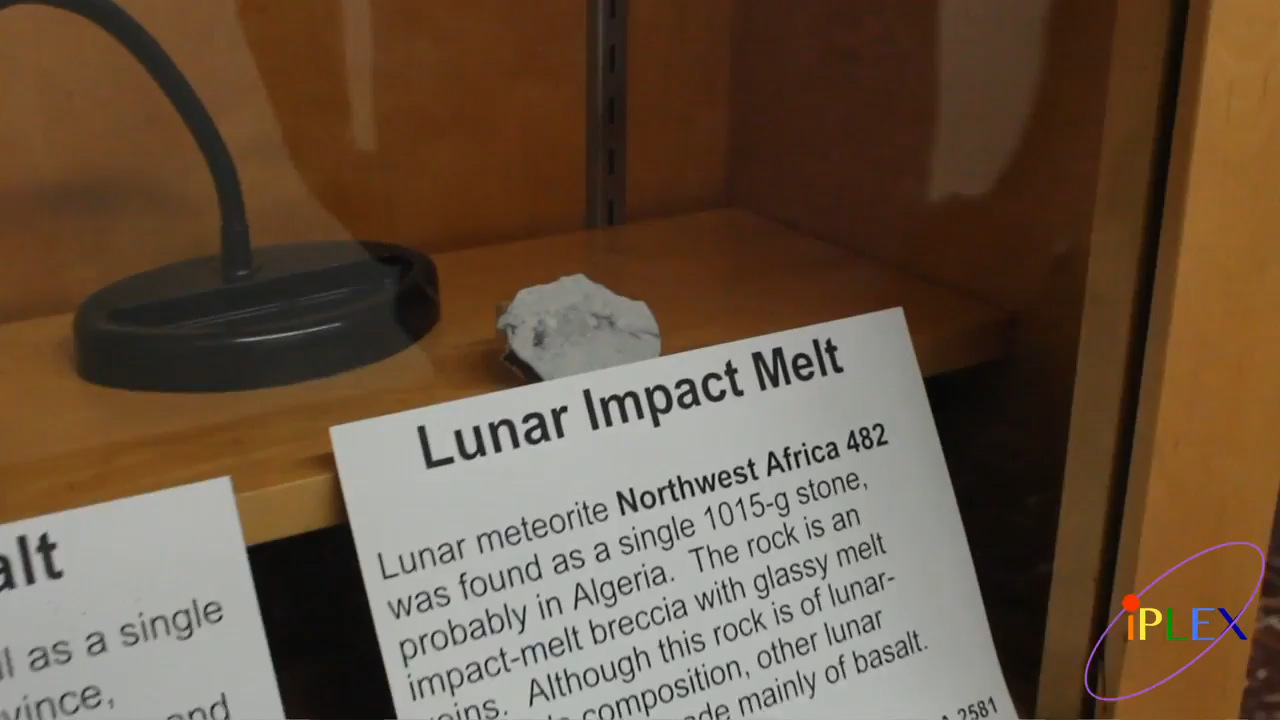 Lunar Impact Melt
Lunar meteorite Northwest Africa 482
was found as a single 1015-g stone,
probably in Algeria. The rock is an
impact-melt breccia with glassy melt
Although this rock is of lunar-
composition, other lunar
mainly of basalt.
2581
alt
as a single
vince,
and
iPLEX